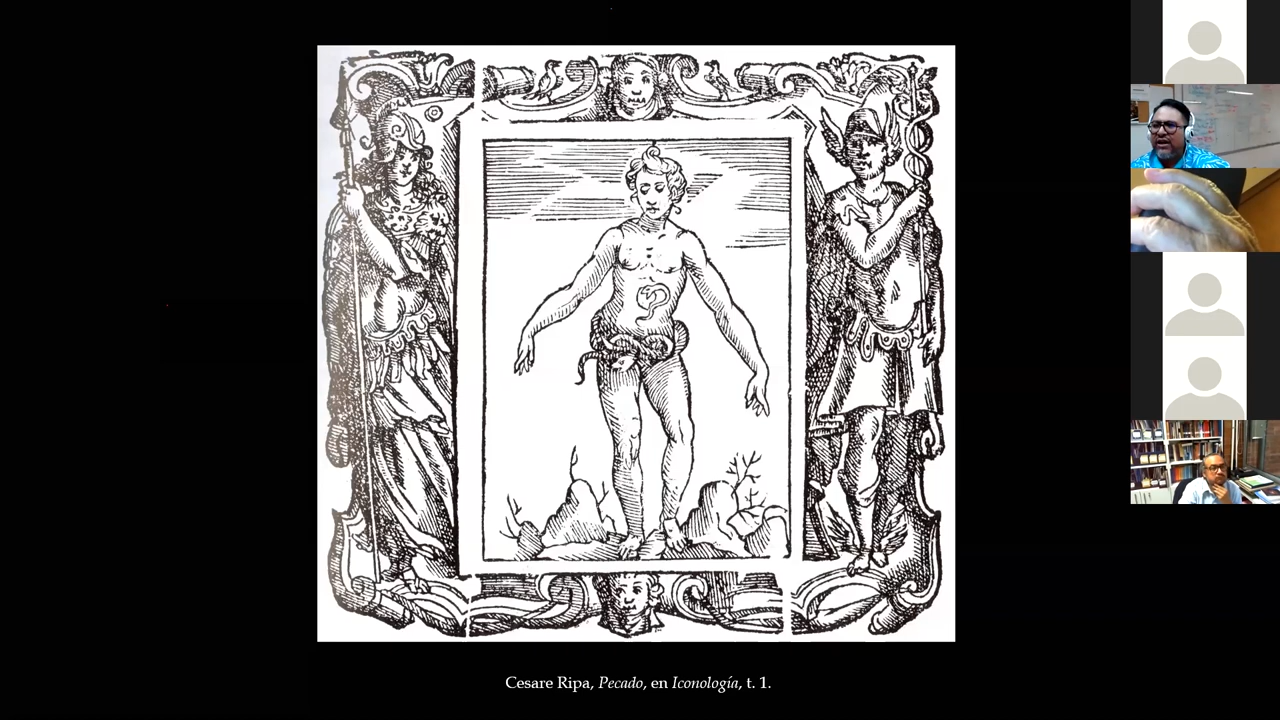 Cesare Ripa, Pecado, en Iconología, t. 1.